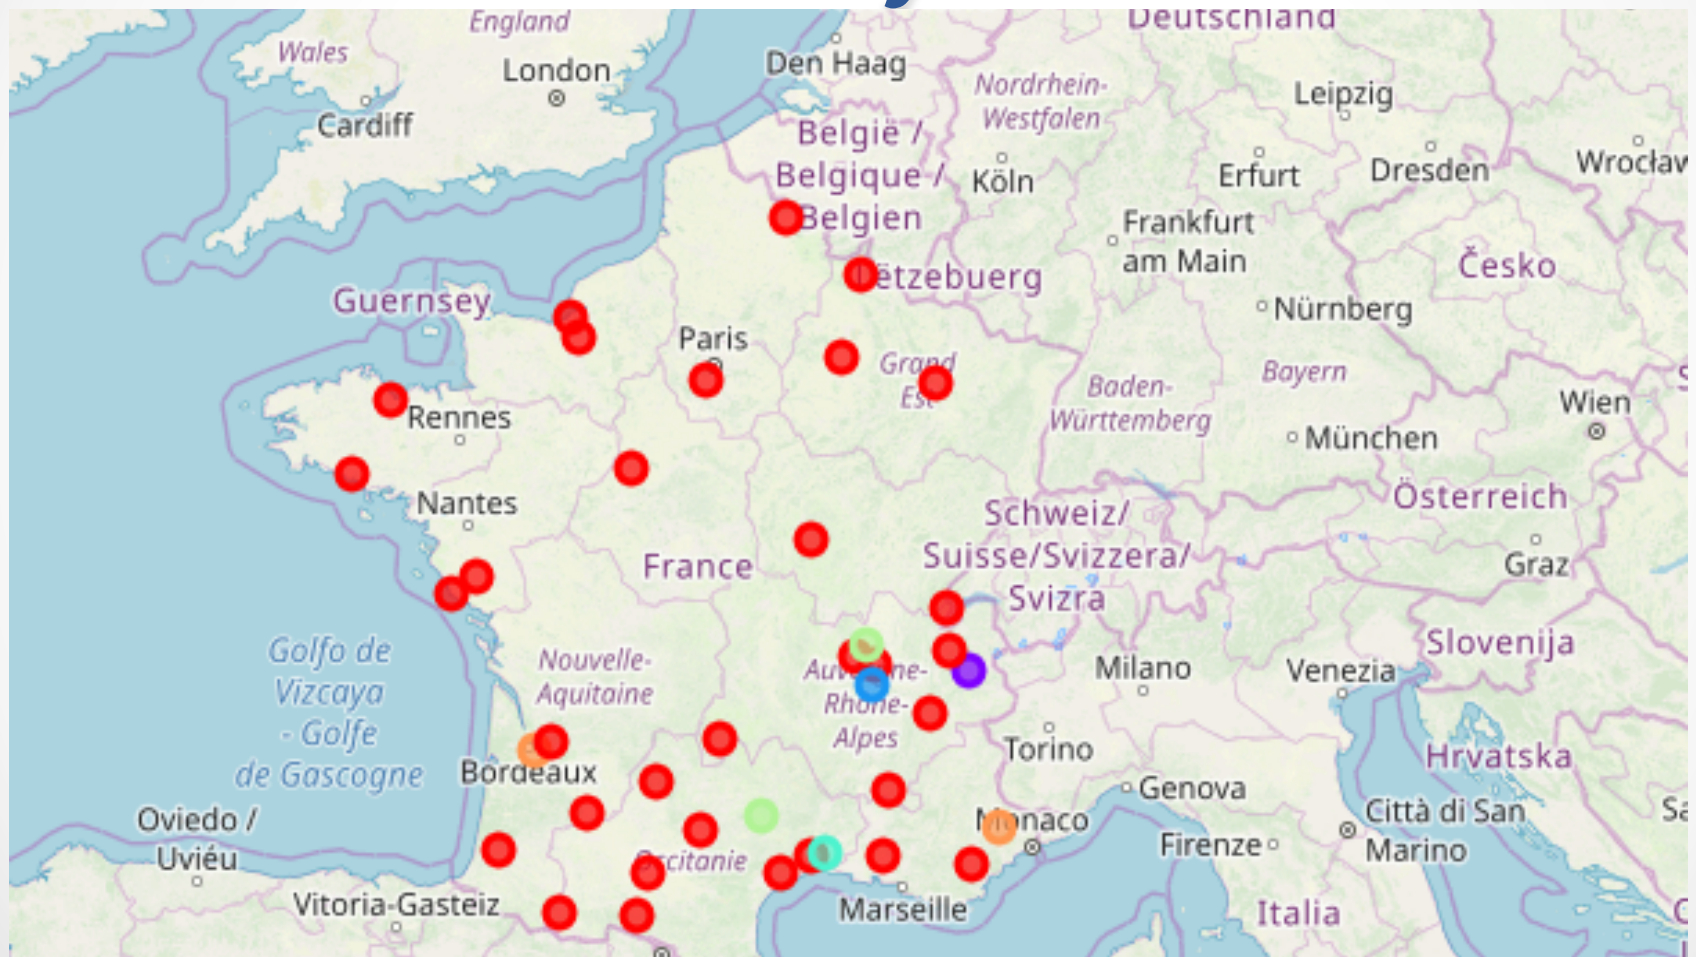 England
Deutschland
Wales
London
Den Haag
Nordrhein-
Westfalen
Leipzig
Cardiff
België /
Belgique /
Belgien
Köln
Erfurt
Dresden
Wrocław
Frankfurt
am Main
Česko
ëtzebuerg
Guernsey
Nürnberg
Paris
Grand
Est
Baden-
Württemberg
Bayern
Rennes
Wien
München
Nantes
Österreich
Schweiz/
Suisse/Svizzera/
Svizra
France
Graz
Golfo de
Vizcaya
- Golfe
de Gascogne
Nouvelle-
Aquitaine
Auvergne-
Rhône-
Alpes
Milano
Venezia
Slovenija
Torino
Hrvatska
Bordeaux
Genova
Oviedo /
Uviéu
Monaco
Città di San
Marino
Firenze
Occitanie
Vitoria-Gasteiz
Marseille
Italia